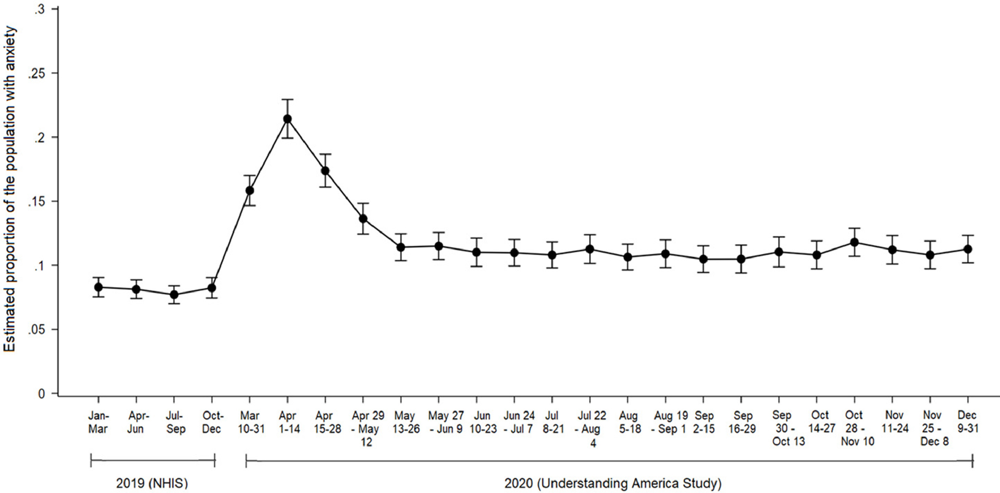 Estimated proportion of the population with anxiety
.3
.25
.2
.15
.1
.05
0
Jan-
Mar
Apr-
Jun
Jul-
Sep
Oct-
Dec
Mar
10-31
Apr
1-14
Apr
15-28
Apr 29
- May
12
May
13-26
May 27
- Jun 9
Jun
10-23
Jun 24
- Jul 7
Jul
8-21
Jul 22
- Aug
4
Aug
5-18
Aug 19
- Sep 1
Sep
2-15
Sep
16-29
Sep
30 -
Oct 13
Oct
14-27
Oct
28 -
Nov 10
Nov
11-24
Nov
25 -
Dec 8
Dec
9-31
2019 (NHIS)
2020 (Understanding America Study)